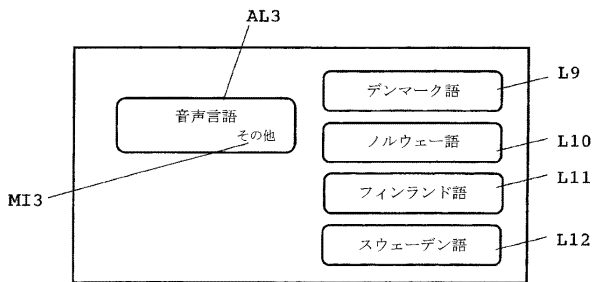 AL3
音声言語
その他
MI3
デンマーク語
L9
ノルウェー語
L10
フィンランド語
L11
スウェーデン語
L12